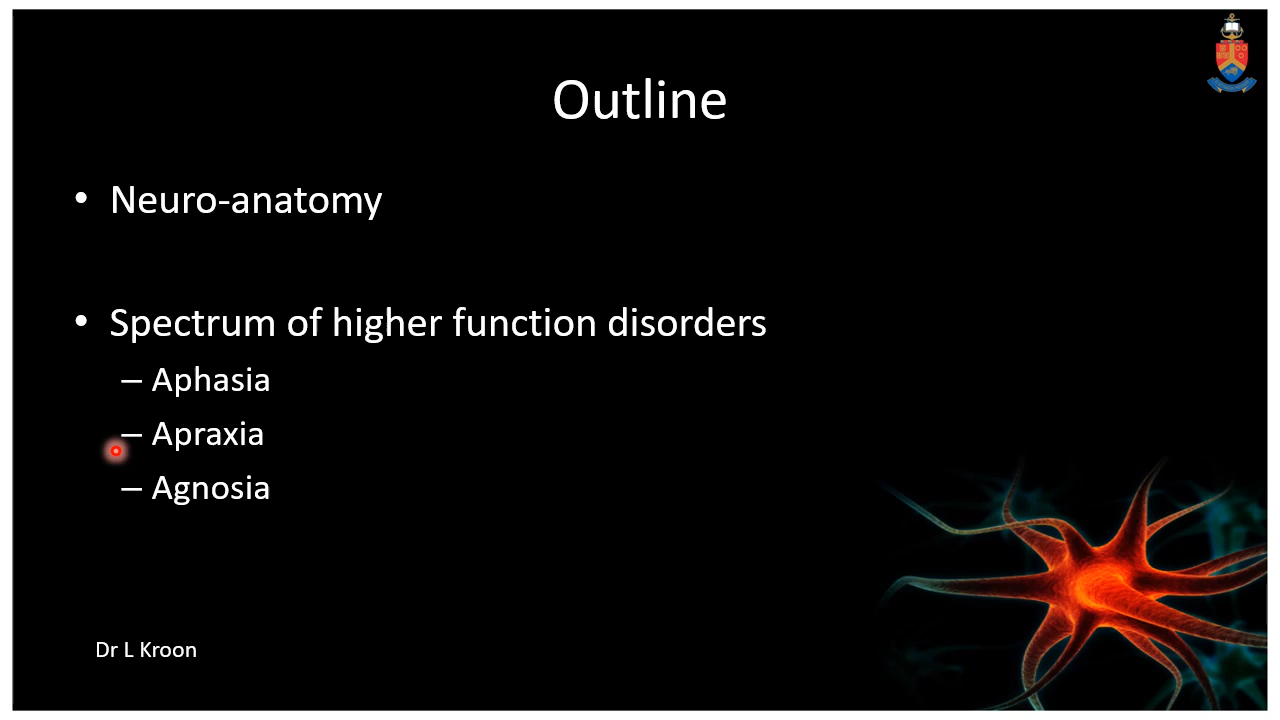 Outline
• Neuro-anatomy
• Spectrum of higher function disorders
– Aphasia
– Apraxia
– Agnosia
Dr L Kroon